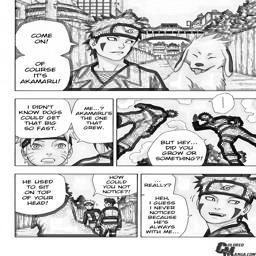 COME
ON!
OF
COURSE
IT'S
AKAMARU!
BUT HEY...
DID YOU
GROW OR
SOMETHING?!
ME...?
AKAMARU'S
THE ONE
THAT
GREW.
I DIDN'T
KNOW DOGS
COULD GET
THAT BIG
SO FAST.
...
REALLY?
HEH,
I GUESS
I NEVER
NOTICED
BECAUSE
HE'S
ALWAYS
WITH ME...
HOW
COULD YOU
NOT
NOTICE?!
HE USED
TO SIT
ON TOP
OF YOUR
HEAD!
COLORED
MANGA.COM